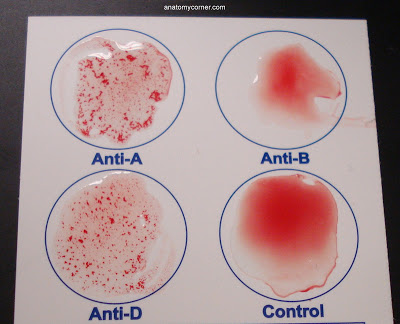 anatomycorner.com
Anti-A
Anti-B
Anti-D
Control